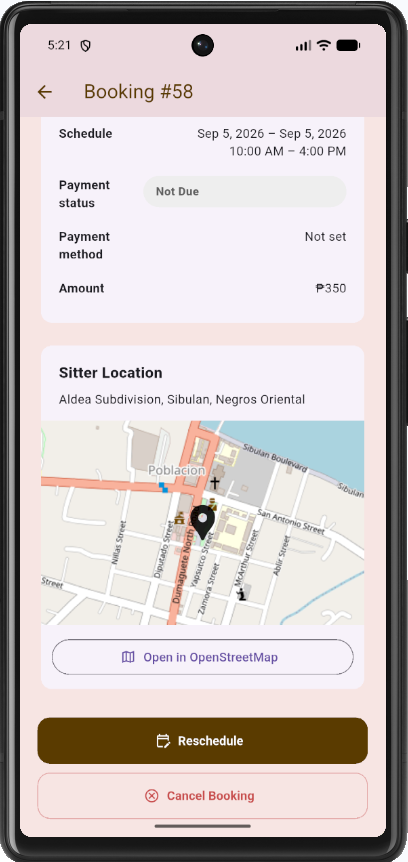 5:21
Booking #58
Schedule
Sep 5, 2026 – Sep 5, 2026
10:00 AM – 4:00 PM
Payment
status
Not Due
Payment
method
Not set
Amount
₱350
Sitter Location
Aldea Subdivision, Sibulan, Negros Oriental
Sibulan Boulevard
Poblacion
Sibulan
San Antonio Street
Nillas Street
Diputado Street
Dumaguete North
Yapsutco Street
Zamora Street
McArthur Street
Ablir Street
Street
Open in OpenStreetMap
Reschedule
Cancel Booking